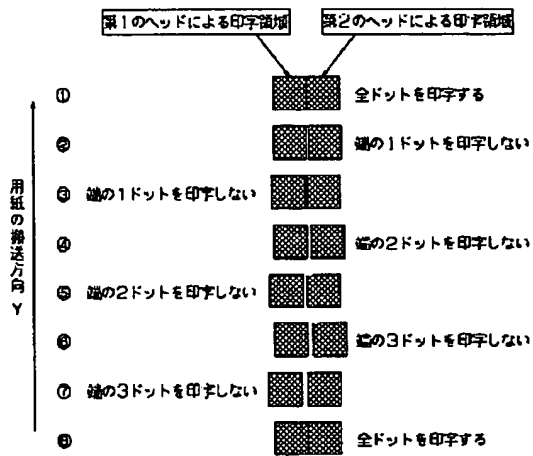 第1のヘッドによる印字領域
第2のヘッドによる印字領域
① 全ドットを印字する
② 端の1ドットを印字しない
③ 端の1ドットを印字しない
④ 端の2ドットを印字しない
⑤ 端の2ドットを印字しない
⑥ 端の3ドットを印字しない
⑦ 端の3ドットを印字しない
⑧ 全ドットを印字する
用紙の搬送方向 Y